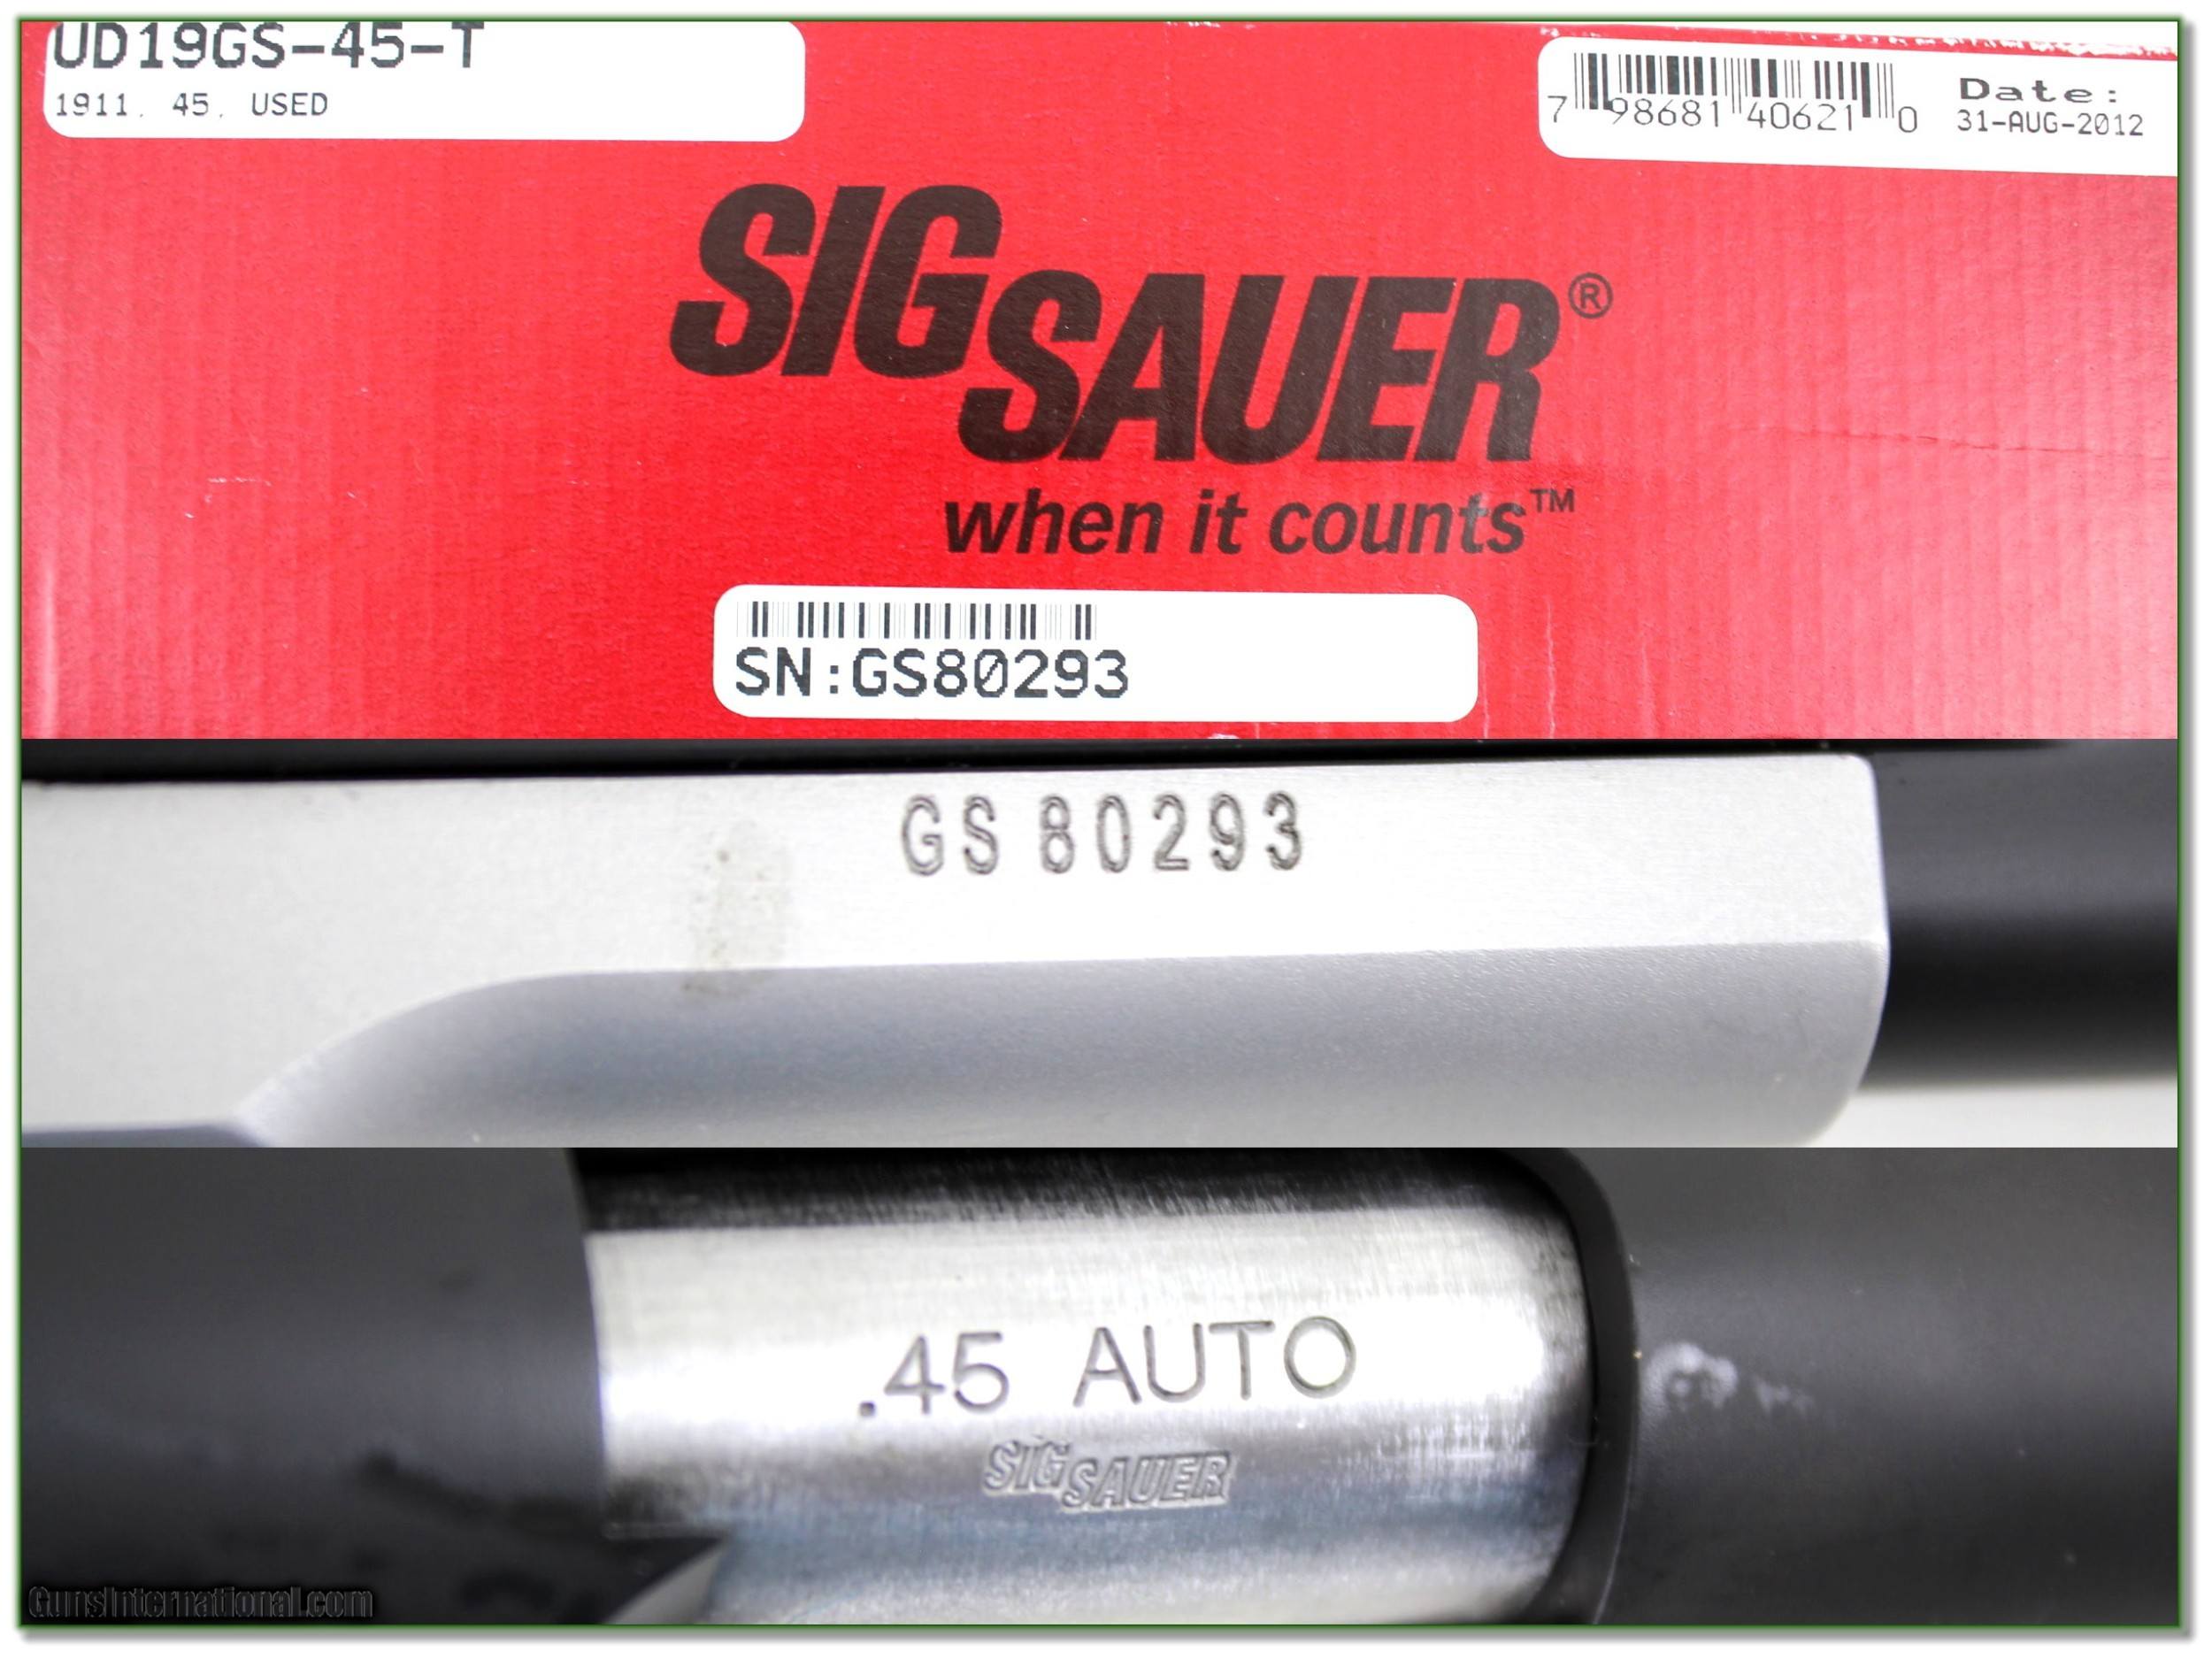 UD19GS-45-T
1911, 45, USED
7 98681 40621 0
Date:
31-AUG-2012
SIG SAUER®
when it counts™
SN:GS80293
GS 80293
.45 AUTO
SIG SAUER
GunsInternational.com